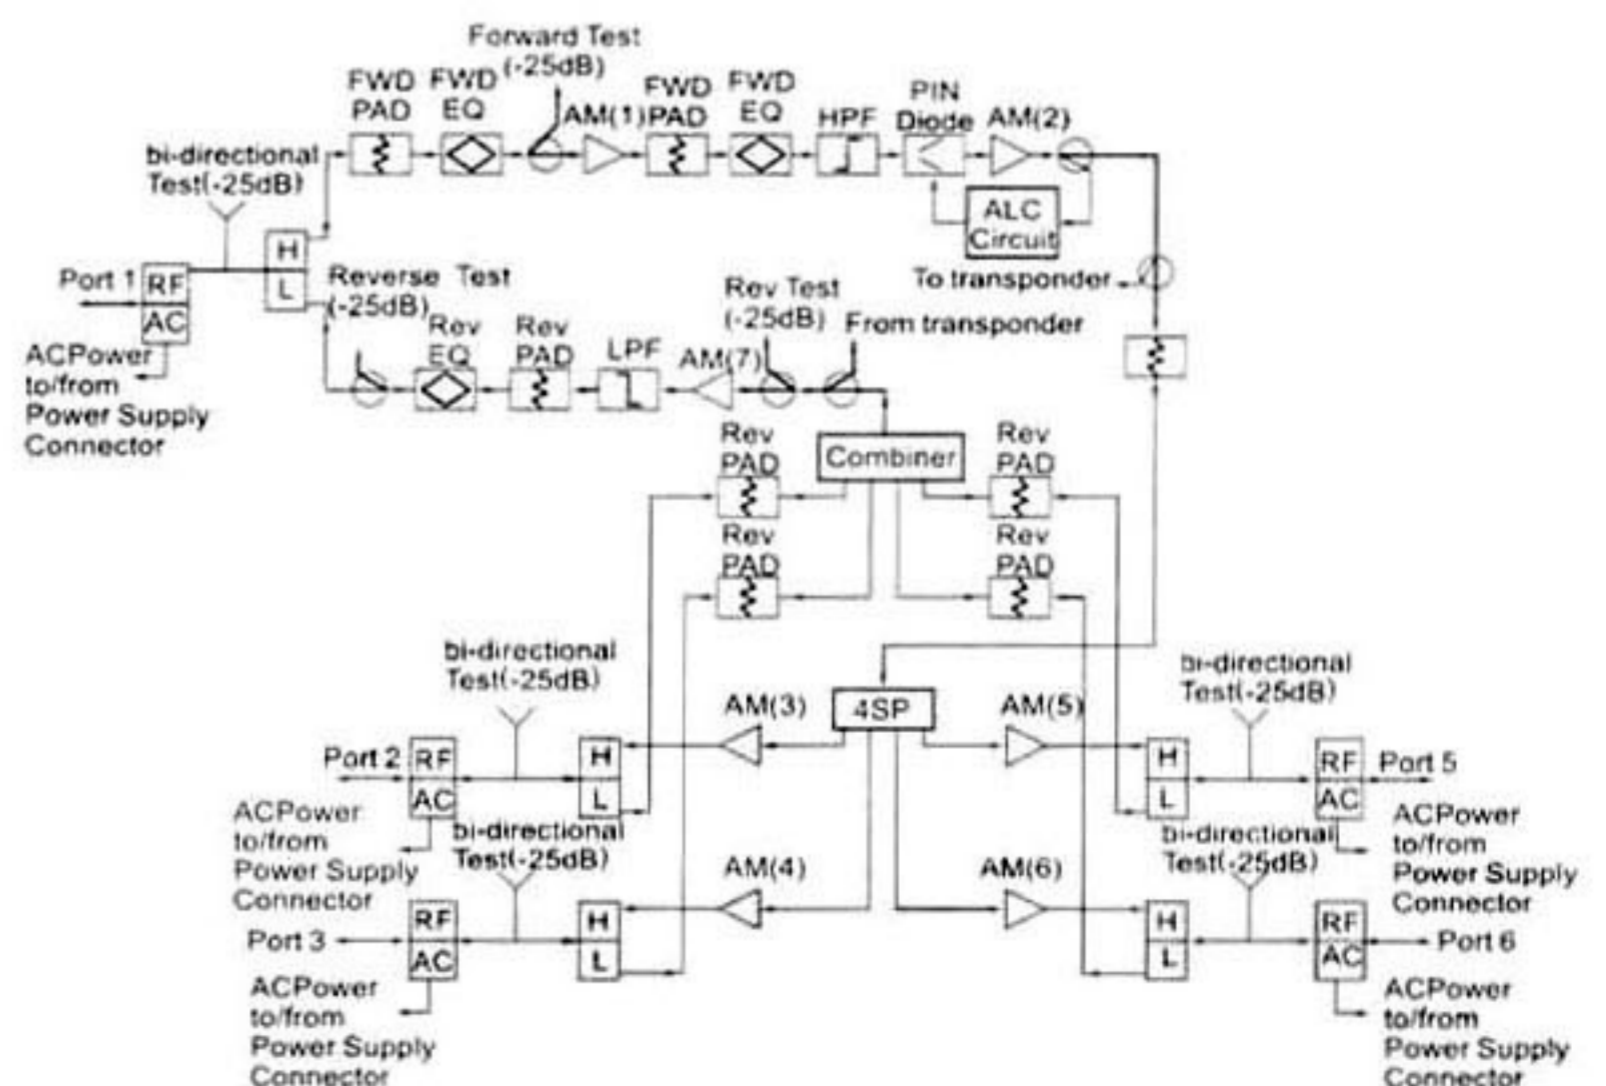 Forward Test
(-25dB)
FWD
PAD
FWD
EQ
AM(1)
FWD
PAD
FWD
EQ
HPF
PIN
Diode
AM(2)
bi-directional
Test(-25dB)
ALC
Circuit
H
L
Port 1
RF
AC
Reverse Test
(-25dB)
To transponder
Rev Test
(-25dB)
From transponder
Rev
EQ
Rev
PAD
LPF
AM(7)
ACPower
to/from
Power Supply
Connector
Combiner
Rev
PAD
Rev
PAD
Rev
PAD
Rev
PAD
bi-directional
Test(-25dB)
bi-directional
Test(-25dB)
AM(3)
4SP
AM(5)
Port 2
RF
AC
H
L
H
L
RF
AC
Port 5
ACPower
to/from
Power Supply
Connector
bi-directional
Test(-25dB)
bi-directional
Test(-25dB)
ACPower
to/from
Power Supply
Connector
AM(4)
AM(6)
Port 3
RF
AC
H
L
H
L
RF
AC
Port 6
ACPower
to/from
Power Supply
Connector
ACPower
to/from
Power Supply
Connector